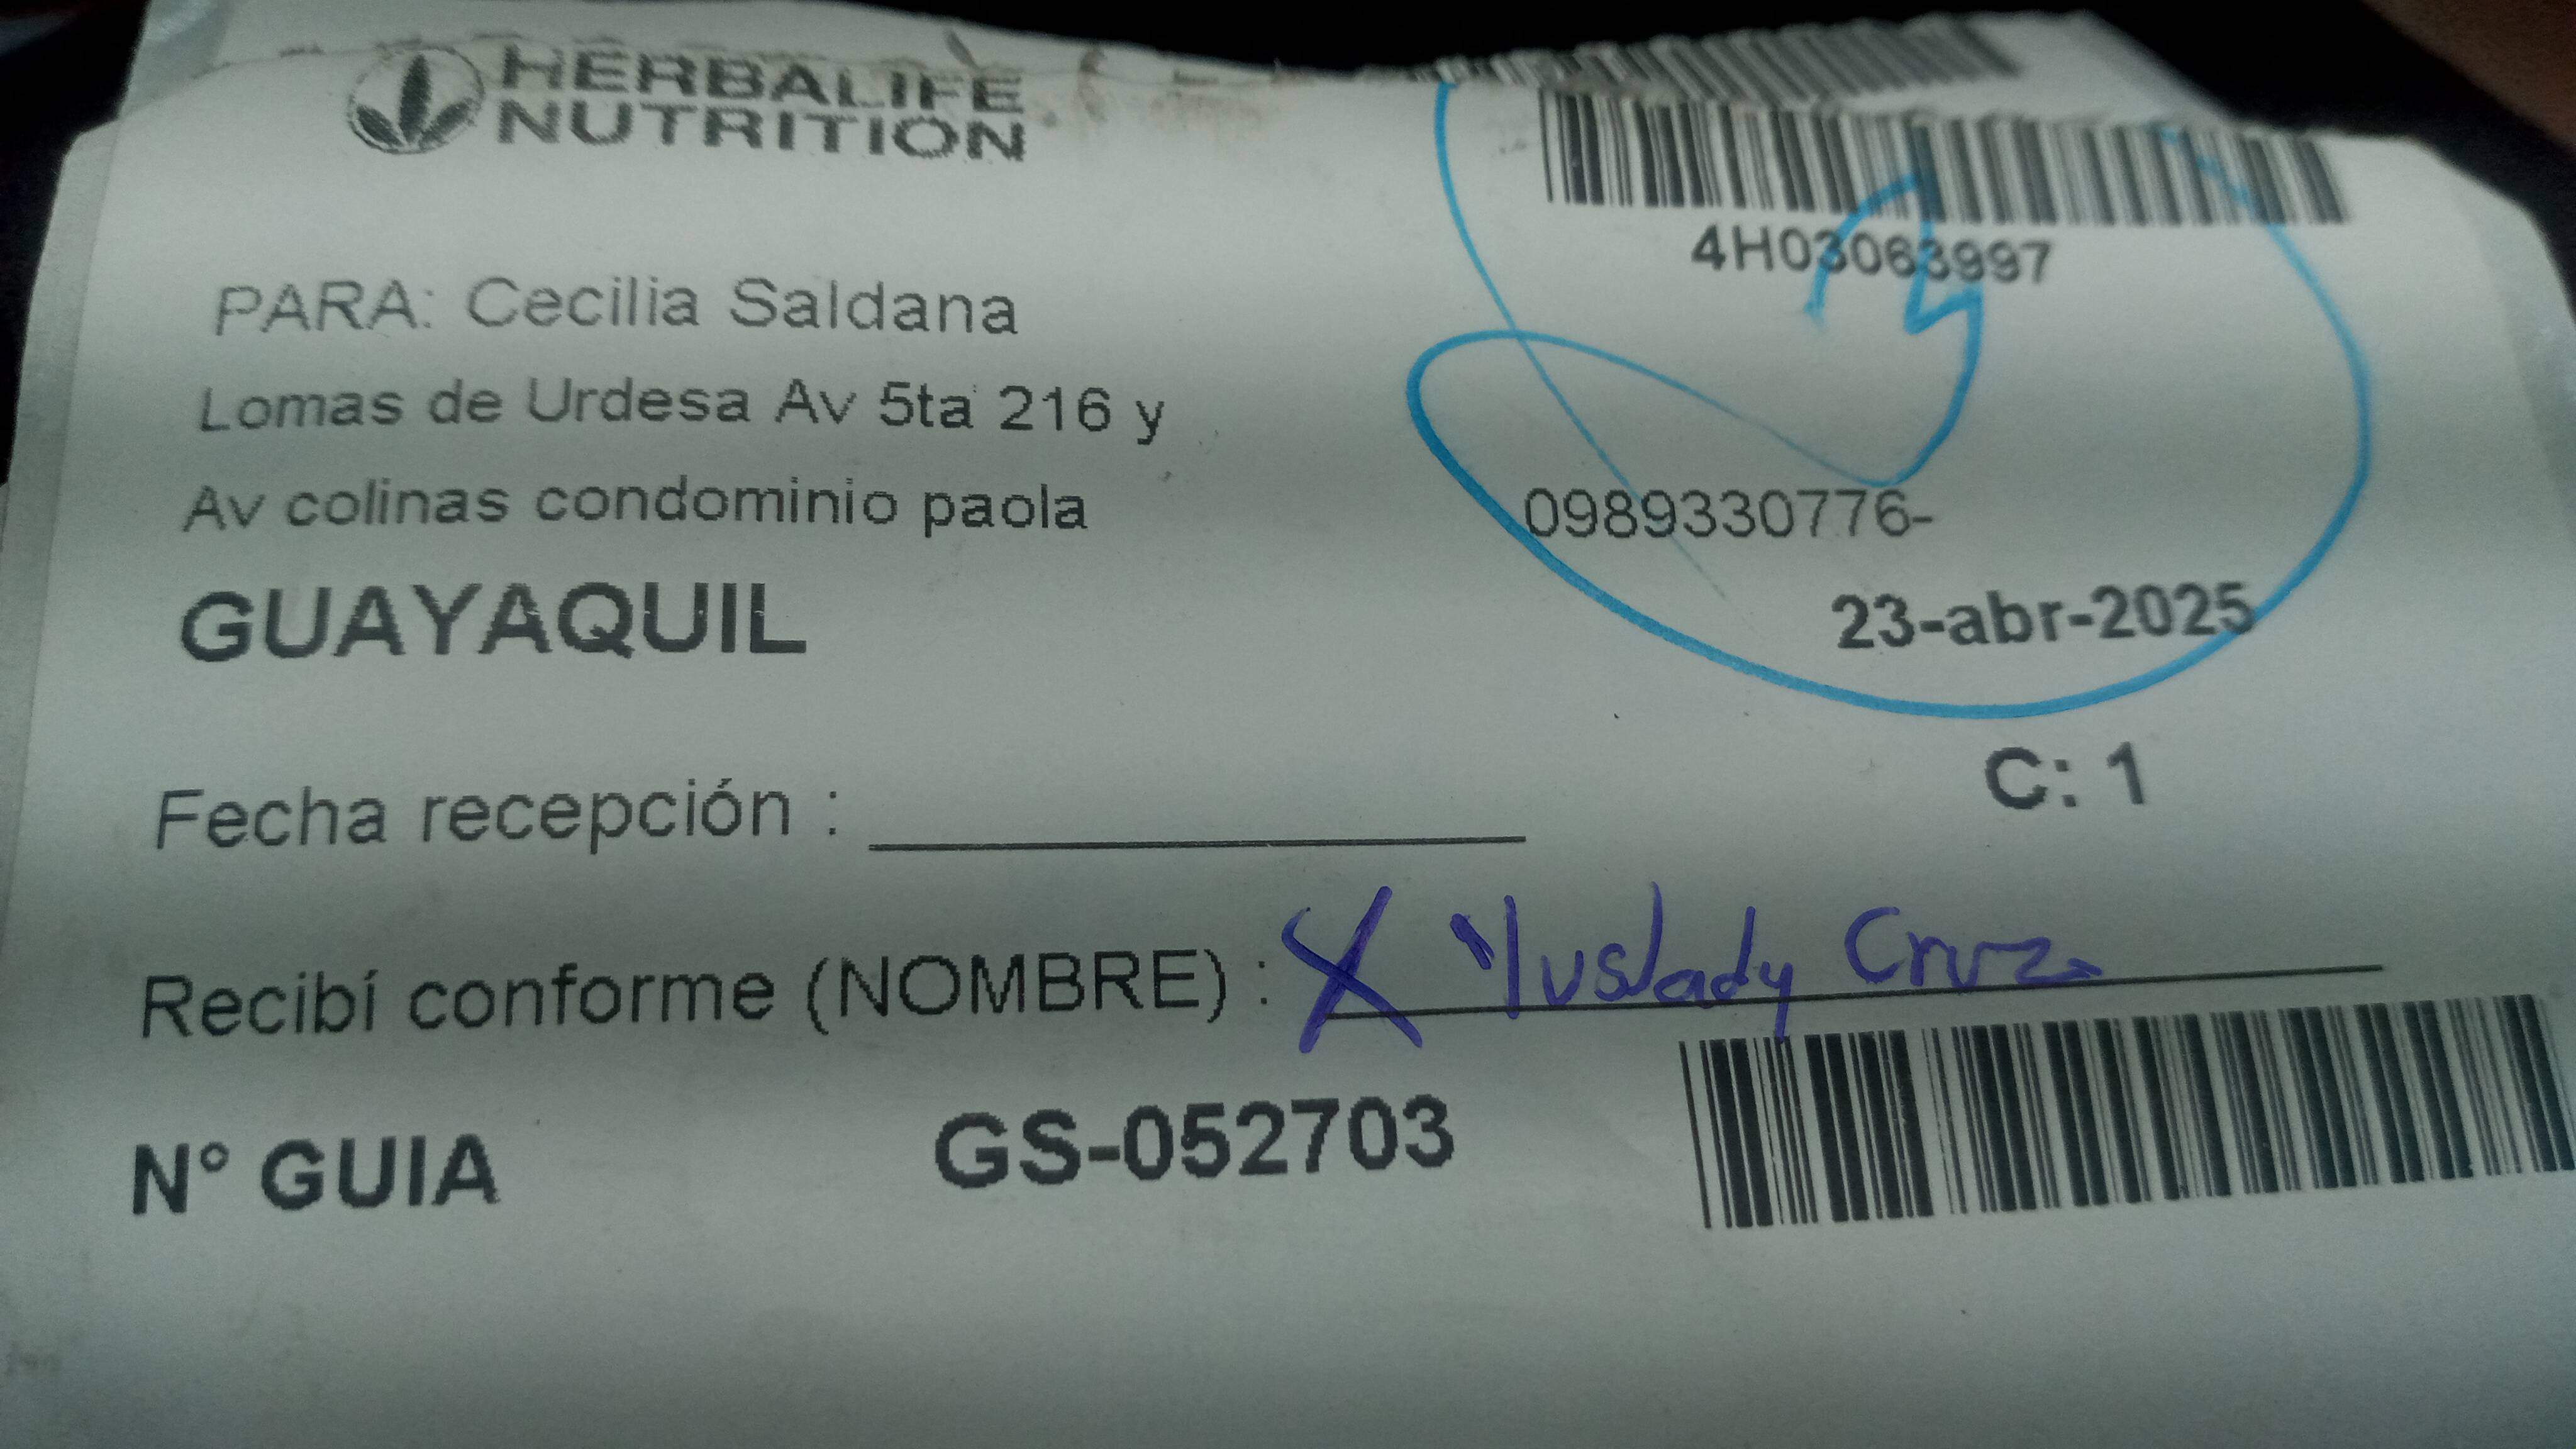 HERBALIFE
NUTRITION
4H03063997
PARA: Cecilia Saldana
Lomas de Urdesa Av 5ta 216 y
Av colinas condominio paola
0989330776-
GUAYAQUIL
23-abr-2025
C: 1
Fecha recepción :
Recibí conforme (NOMBRE) : X Yuslady Cruz
N° GUIA GS-052703